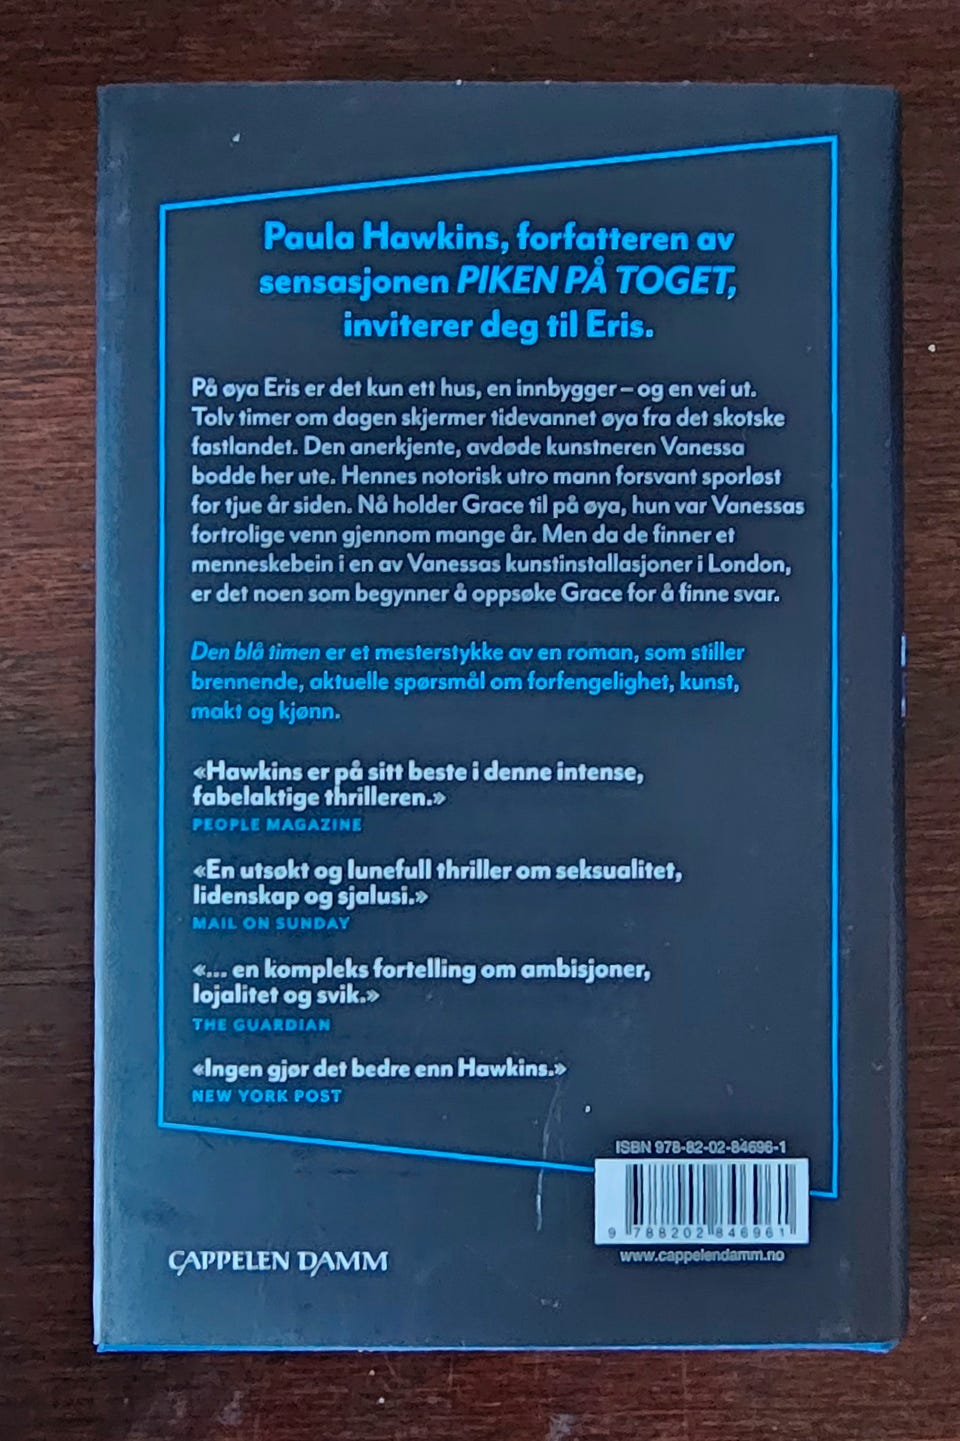 Paula Hawkins, forfatteren av
sensasjonen PIKEN PÅ TOGET,
inviterer deg til Eris.
På øya Eris er det kun ett hus, en innbygger – og en vei ut.
Tolv timer om dagen skjermer tidevannet øya fra det skotske
fastlandet. Den anerkjente, avdøde kunstneren Vanessa
bodde her ute. Hennes notorisk utro mann forsvant sporløst
for tjue år siden. Nå holder Grace til på øya, hun var Vanessas
fortrolige venn gjennom mange år. Men da de finner et
menneskebein i en av Vanessas kunstinstallasjoner i London,
er det noen som begynner å oppsøke Grace for å finne svar.
Den blå timen er et mesterstykke av en roman, som stiller
brennende, aktuelle spørsmål om forfengelighet, kunst,
makt og kjønn.
«Hawkins er på sitt beste i denne intense,
fabelaktige thrilleren.»
PEOPLE MAGAZINE
«En utsøkt og lunefull thriller om seksualitet,
lidenskap og sjalusi.»
MAIL ON SUNDAY
«... en kompleks fortelling om ambisjoner,
lojalitet og svik.»
THE GUARDIAN
«Ingen gjør det bedre enn Hawkins.»
NEW YORK POST
ISBN 978-82-02-84696-1
9 788202 846961
www.cappelendamm.no
CAPPELEN DAMM